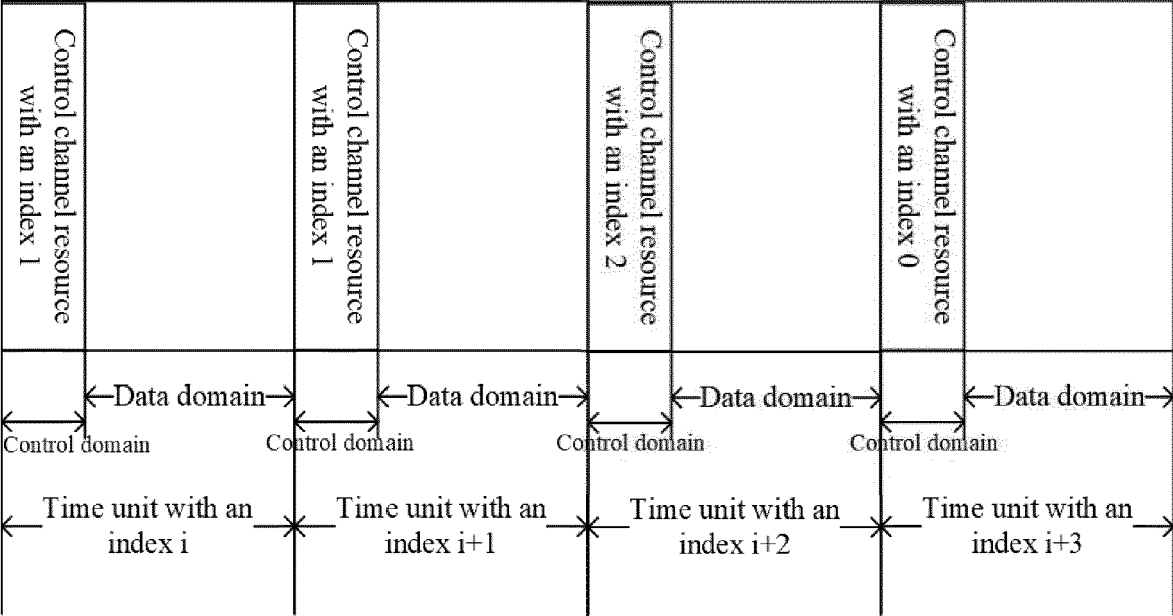 Control channel resource
with an index 1
Control channel resource
with an index 1
Control channel resource
with an index 2
Control channel resource
with an index 0
Data domain
Data domain
Data domain
Data domain
Control domain
Control domain
Control domain
Control domain
Time unit with an
index i
Time unit with an
index i+1
Time unit with an
index i+2
Time unit with an
index i+3